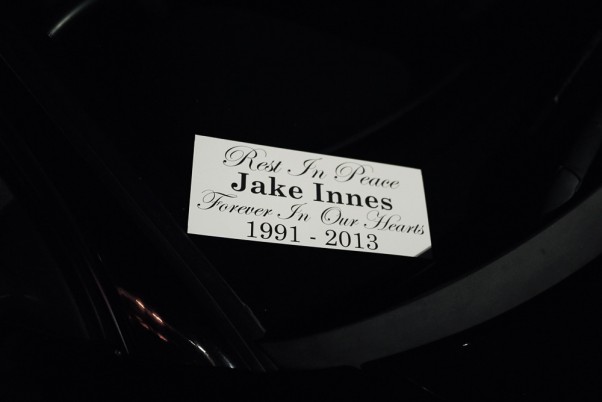 Rest In Peace
Jake Innes
Forever In Our Hearts
1991 - 2013